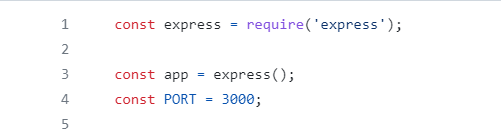 1 const express = require('express');
2
3 const app = express();
4 const PORT = 3000;
5